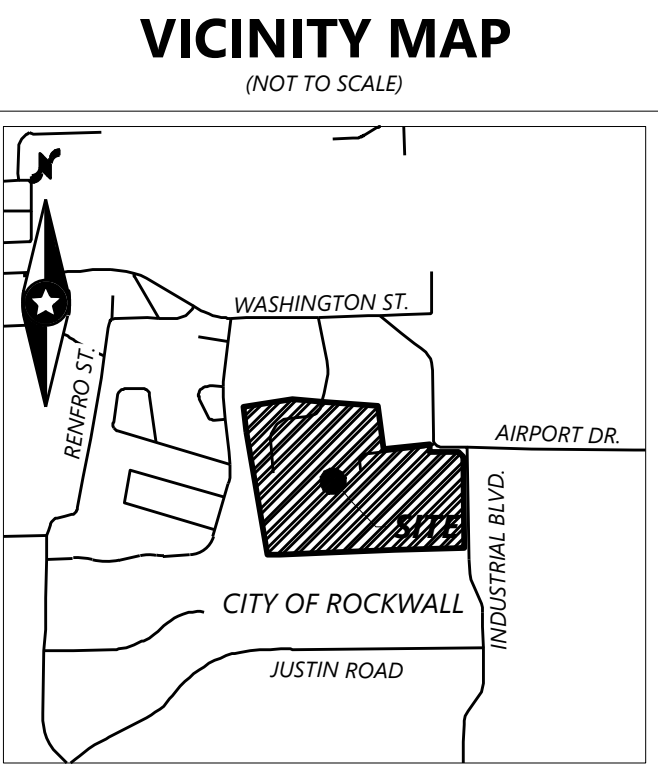 VICINITY MAP
(NOT TO SCALE)
N
WASHINGTON ST.
RENFRO ST.
AIRPORT DR.
SITE
INDUSTRIAL BLVD.
CITY OF ROCKWALL
JUSTIN ROAD